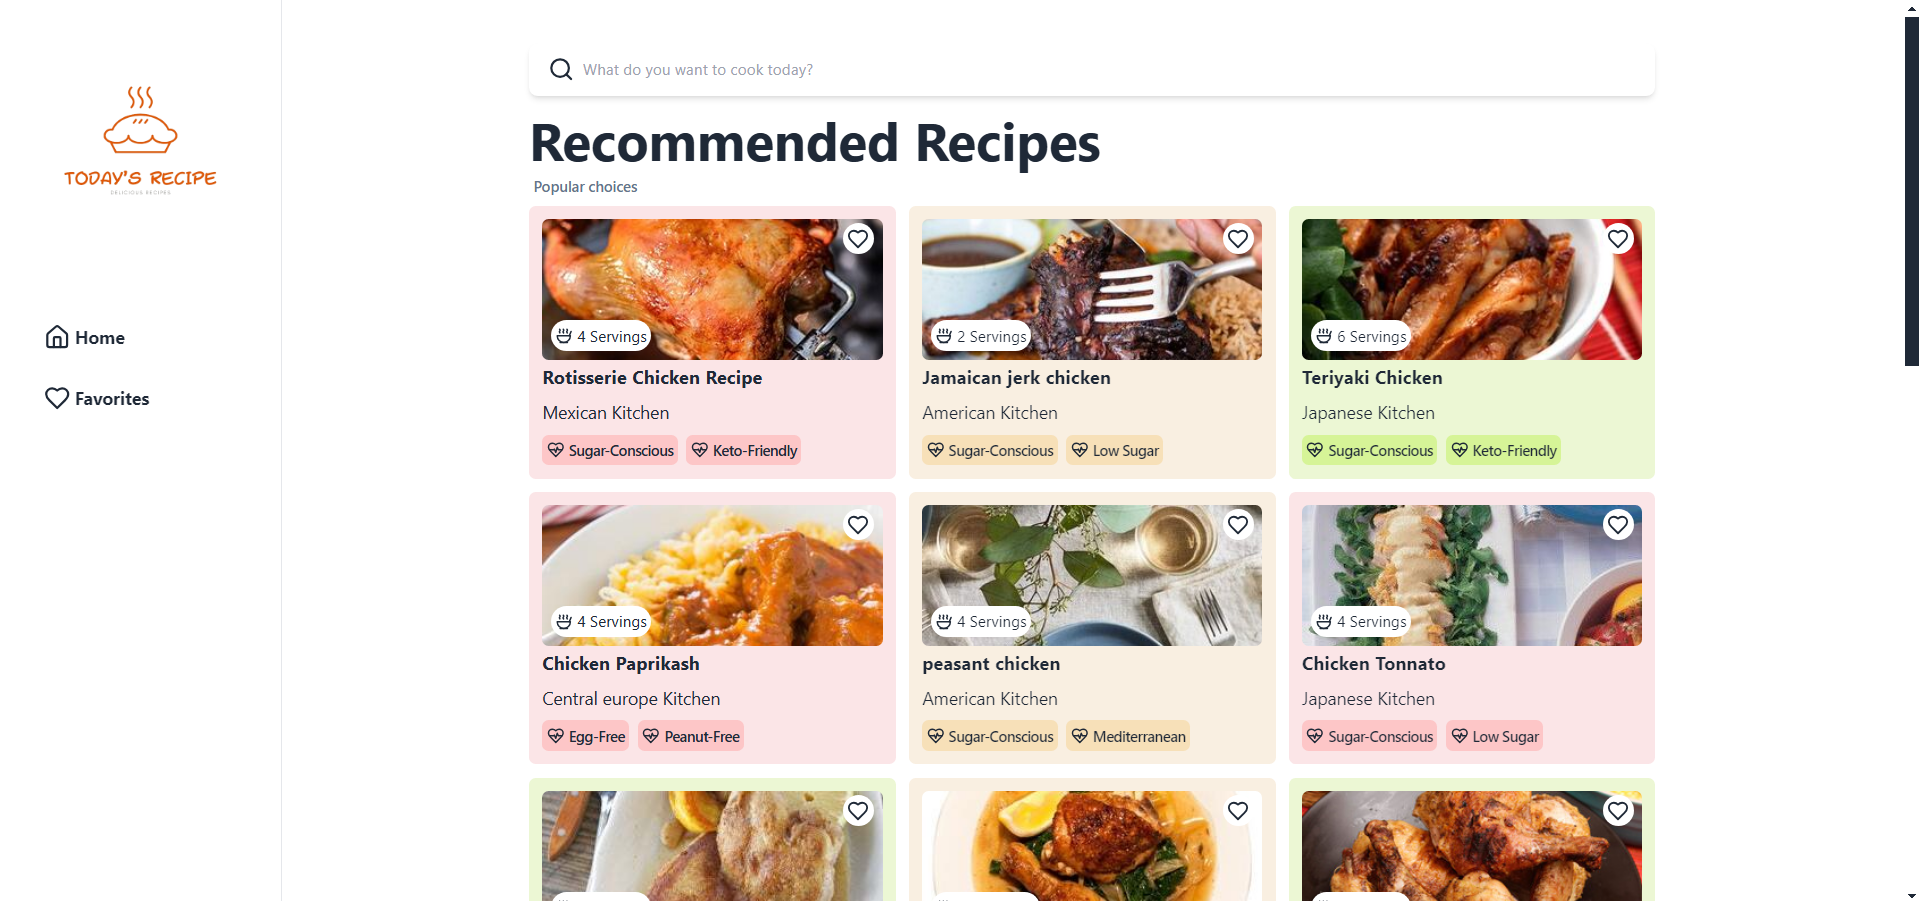 What do you want to cook today?
TODAY'S RECIPE
DELICIOUS RECIPES
Home
Favorites
Recommended Recipes
Popular choices
4 Servings
Rotisserie Chicken Recipe
Mexican Kitchen
Sugar-Conscious Keto-Friendly
2 Servings
Jamaican jerk chicken
American Kitchen
Sugar-Conscious Low Sugar
6 Servings
Teriyaki Chicken
Japanese Kitchen
Sugar-Conscious Keto-Friendly
4 Servings
Chicken Paprikash
Central europe Kitchen
Egg-Free Peanut-Free
4 Servings
peasant chicken
American Kitchen
Sugar-Conscious Mediterranean
4 Servings
Chicken Tonnato
Japanese Kitchen
Sugar-Conscious Low Sugar